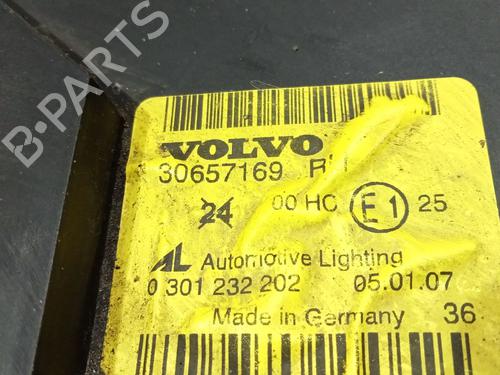 VOLVO
30657169 RH
24 00 HC E1 25
AL Automotive Lighting
0 301 232 202 05.01.07
Made in Germany 36
B-PARTS